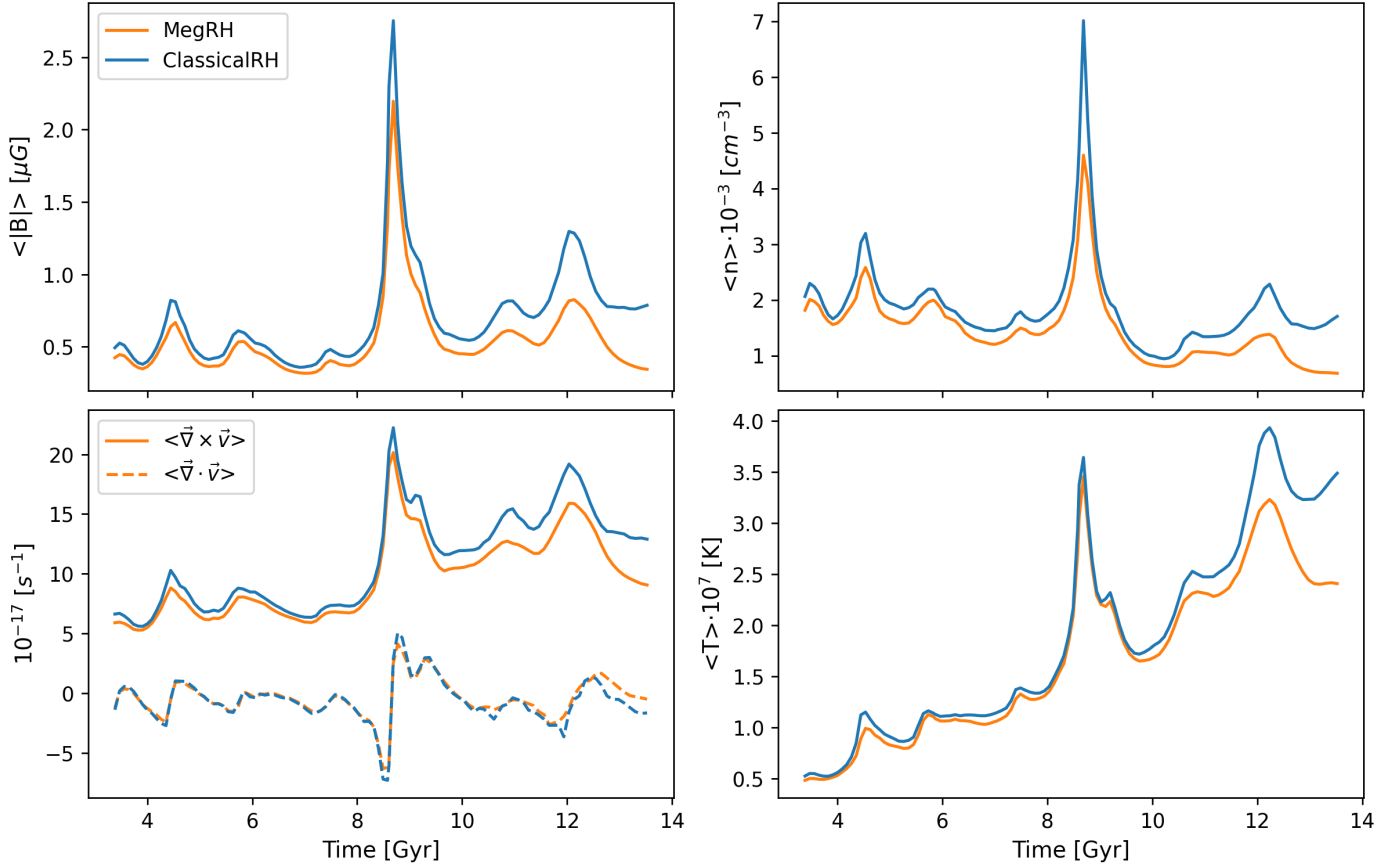 <|B|> [μG]
2.5
2.0
1.5
1.0
0.5
MegRH
ClassicalRH
<n>·10⁻³ [cm⁻³]
7
6
5
4
3
2
1
10⁻¹⁷ [s⁻¹]
20
15
10
5
0
−5
<∇⃗ × v⃗>
<∇⃗ · v⃗>
4 6 8 10 12 14
Time [Gyr]
<T>·10⁷ [K]
4.0
3.5
3.0
2.5
2.0
1.5
1.0
0.5
4 6 8 10 12 14
Time [Gyr]